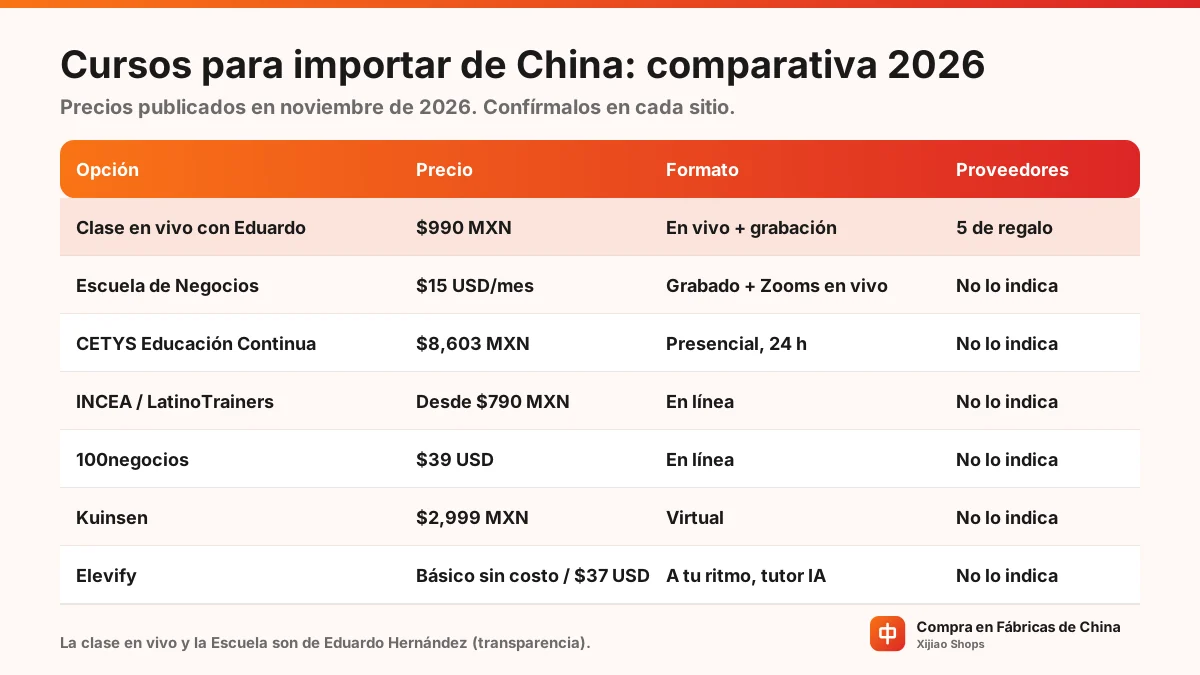 Cursos para importar de China: comparativa 2026
Precios publicados en noviembre de 2026. Confírmalos en cada sitio.
Opción Precio Formato Proveedores
Clase en vivo con Eduardo $990 MXN En vivo + grabación 5 de regalo
Escuela de Negocios $15 USD/mes Grabado + Zooms en vivo No lo indica
CETYS Educación Continua $8,603 MXN Presencial, 24 h No lo indica
INCEA / LatinoTrainers Desde $790 MXN En línea No lo indica
100negocios $39 USD En línea No lo indica
Kuinsen $2,999 MXN Virtual No lo indica
Elevify Básico sin costo / $37 USD A tu ritmo, tutor IA No lo indica
La clase en vivo y la Escuela son de Eduardo Hernández (transparencia).
中 Compra en Fábricas de China
Xijiao Shops